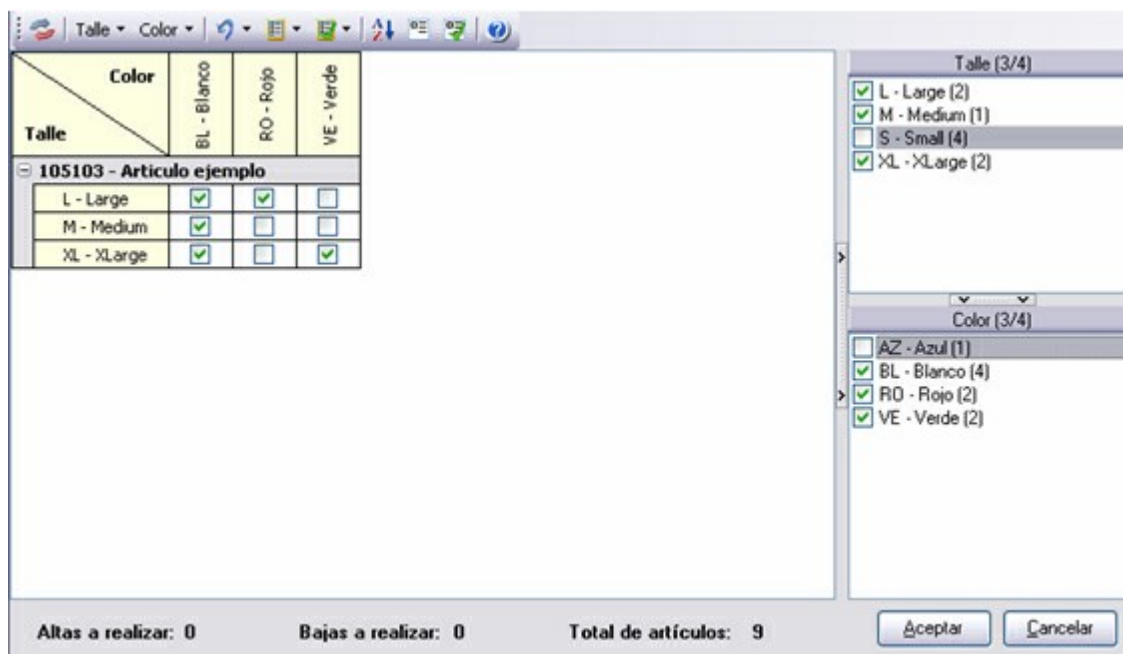 Talle Color
Talle (3/4)
Color
BL - Blanco
RO - Rojo
VE - Verde
Talle
105103 - Articulo ejemplo
L - Large
M - Medium
XL - XLarge
L - Large (2)
M - Medium (1)
S - Small (4)
XL - XLarge (2)
Color (3/4)
AZ - Azul (1)
BL - Blanco (4)
RO - Rojo (2)
VE - Verde (2)
Altas a realizar: 0 Bajas a realizar: 0 Total de artículos: 9
Aceptar Cancelar